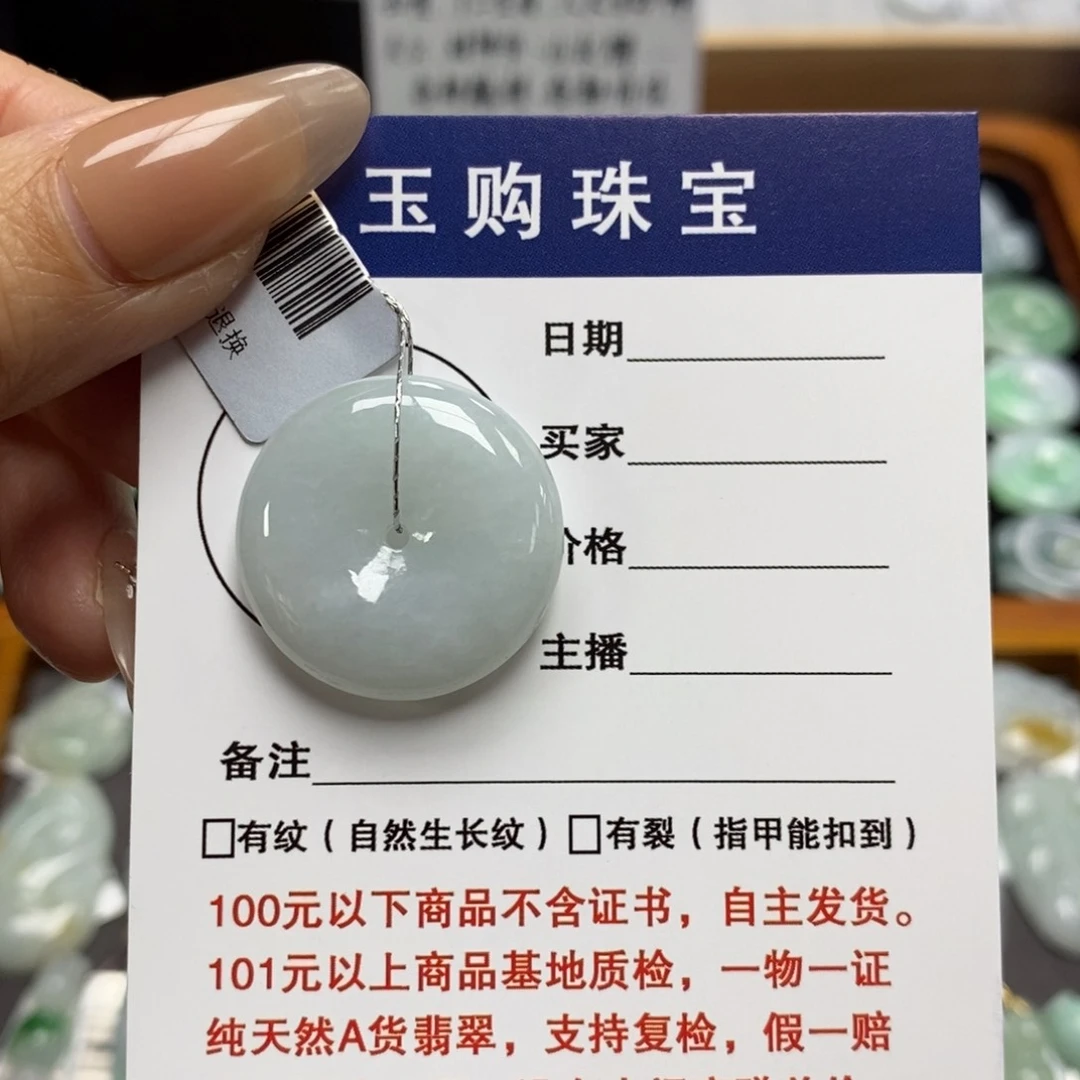 玉购珠宝
退换
日期
买家
价格
主播
备注
□有纹（自然生长纹）□有裂（指甲能扣到）
100元以下商品不含证书，自主发货。
101元以上商品基地质检，一物一证
纯天然A货翡翠，支持复检，假一赔